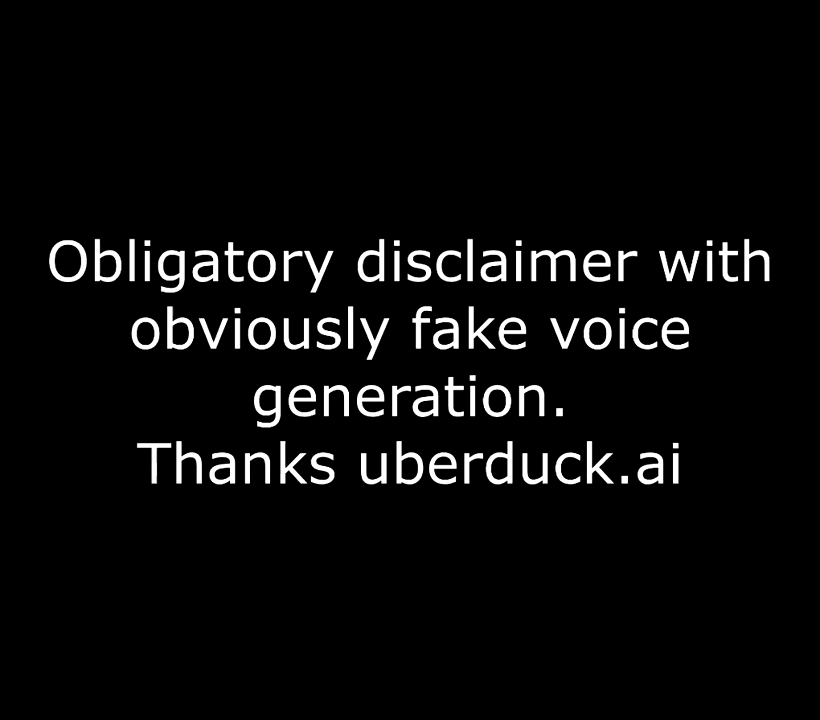 Obligatory disclaimer with
obviously fake voice
generation.
Thanks uberduck.ai